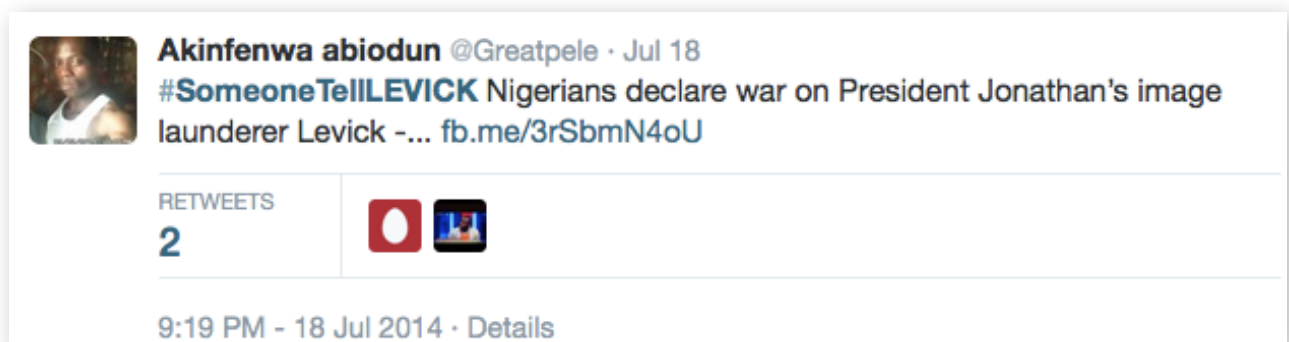 Akinfenwa abiodun @Greatpele · Jul 18
#SomeoneTellLEVICK Nigerians declare war on President Jonathan's image
launderer Levick -... fb.me/3rSbmN4oU
RETWEETS
2
9:19 PM - 18 Jul 2014 · Details